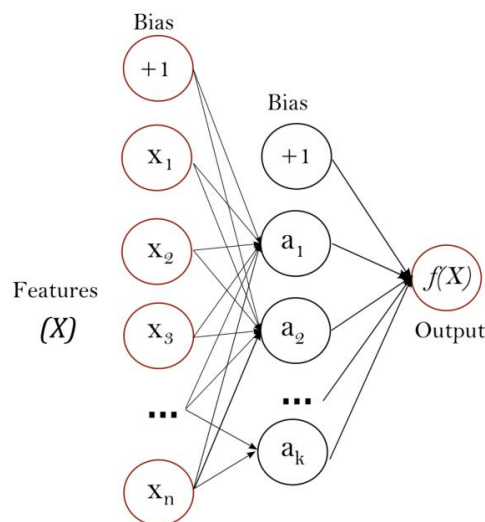 Bias
+1
x₁
x₂
x₃
...
xₙ
Features
(X)
Bias
+1
a₁
a₂
...
aₖ
f(X)
Output